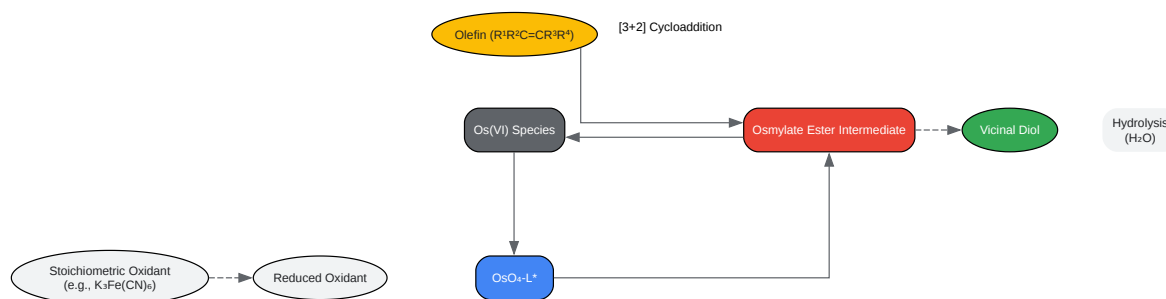 [3+2] Cycloaddition
Olefin (R¹R²C=CR³R⁴)
Os(VI) Species
Osmylate Ester Intermediate
Vicinal Diol
Hydrolysis
(H₂O)
Stoichiometric Oxidant
(e.g., K₃Fe(CN)₆)
Reduced Oxidant
OsO₄-L*